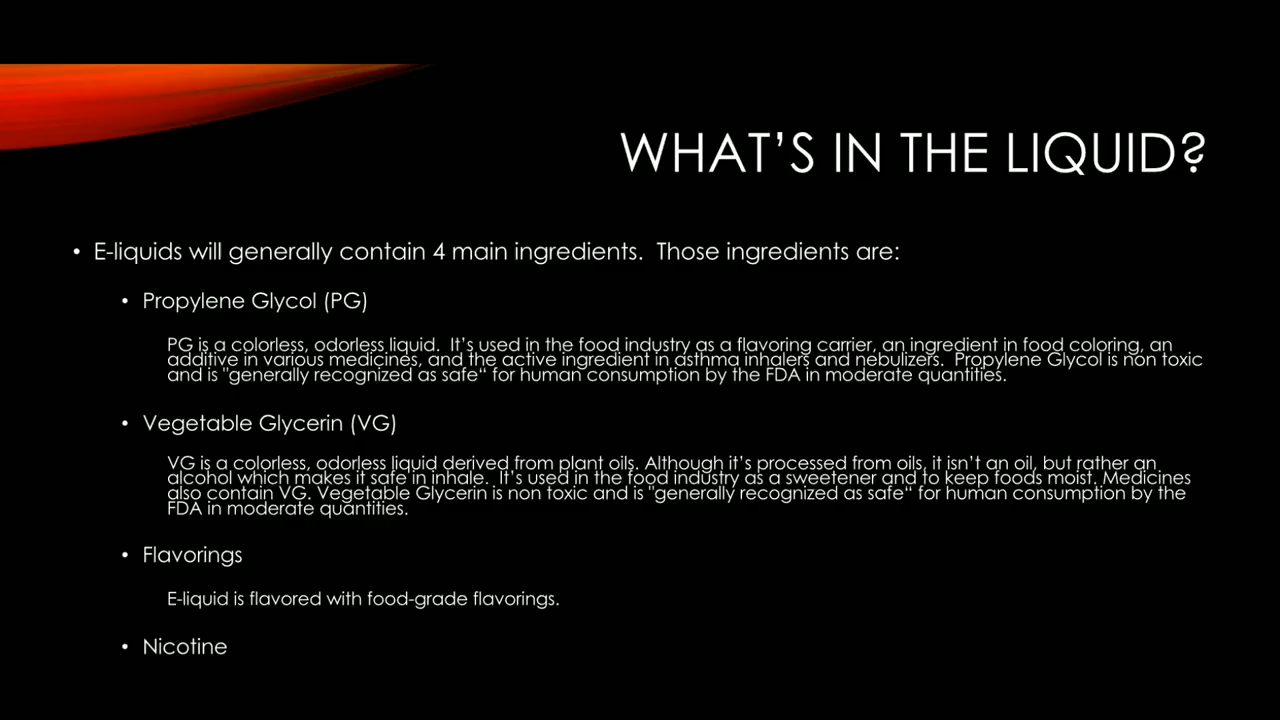 WHAT'S IN THE LIQUID?
• E-liquids will generally contain 4 main ingredients.  Those ingredients are:
• Propylene Glycol (PG)
PG is a colorless, odorless liquid.  It's used in the food industry as a flavoring carrier, an ingredient in food coloring, an
additive in various medicines, and the active ingredient in asthma inhalers and nebulizers.  Propylene Glycol is non toxic
and is "generally recognized as safe“ for human consumption by the FDA in moderate quantities.
• Vegetable Glycerin (VG)
VG is a colorless, odorless liquid derived from plant oils. Although it's processed from oils, it isn't an oil, but rather an
alcohol which makes it safe in inhale.  It's used in the food industry as a sweetener and to keep foods moist. Medicines
also contain VG. Vegetable Glycerin is non toxic and is "generally recognized as safe“ for human consumption by the
FDA in moderate quantities.
• Flavorings
E-liquid is flavored with food-grade flavorings.
• Nicotine